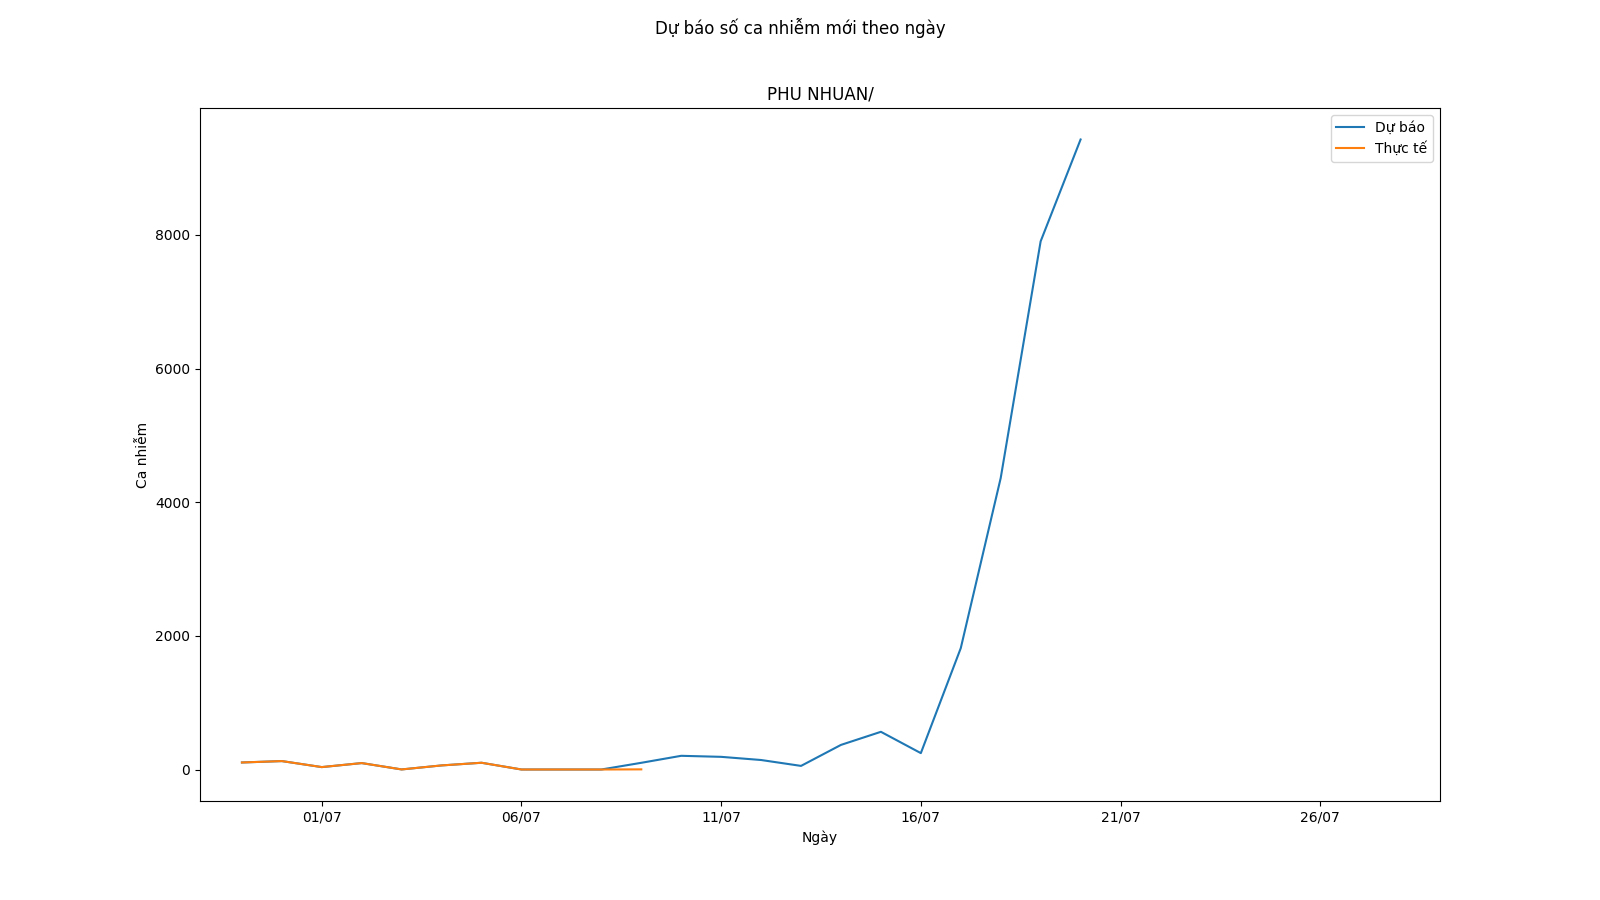 Dự báo số ca nhiễm mới theo ngày
PHU NHUAN/
Dự báo
Thực tế
8000
6000
4000
2000
0
Ca nhiễm
01/07
06/07
11/07
16/07
21/07
26/07
Ngày